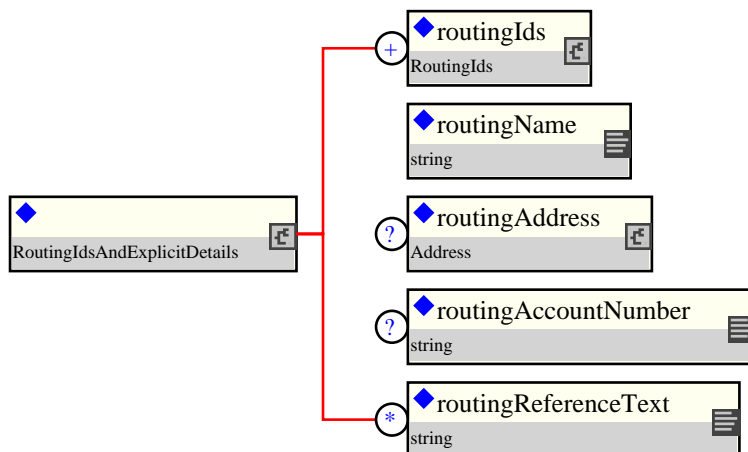 routingIds
+
RoutingIds
routingName
string
RoutingIdsAndExplicitDetails
routingAddress
?
Address
routingAccountNumber
?
string
routingReferenceText
*
string